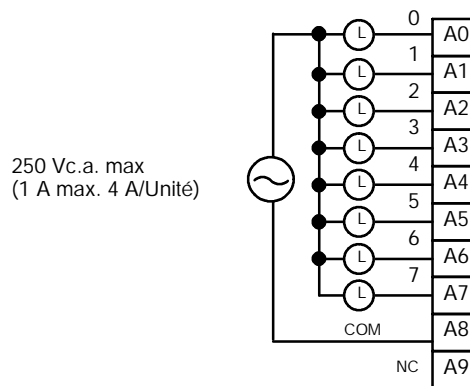 0 A0
L
1 A1
L
2 A2
L
3 A3
L
4 A4
L
5 A5
L
6 A6
L
7 A7
L
250 Vc.a. max
(1 A max. 4 A/Unité)
COM A8
NC A9